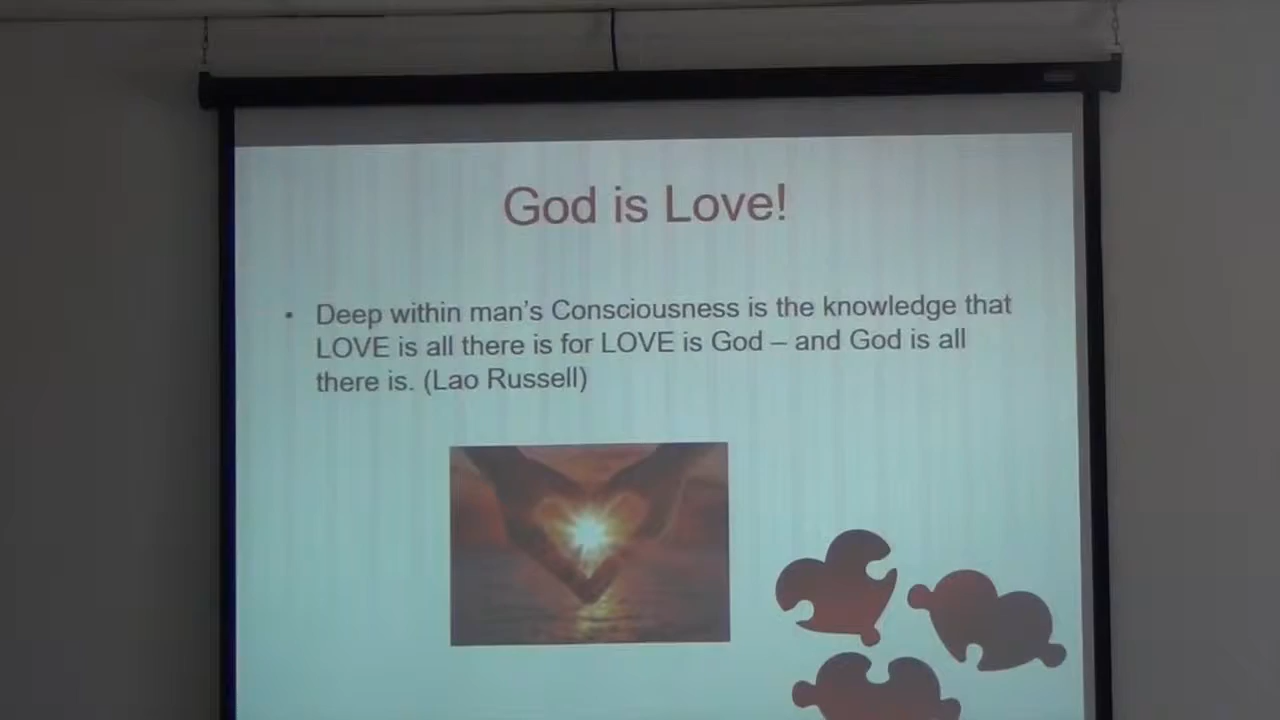 God is Love!
• Deep within man's Consciousness is the knowledge that
LOVE is all there is for LOVE is God – and God is all
there is. (Lao Russell)